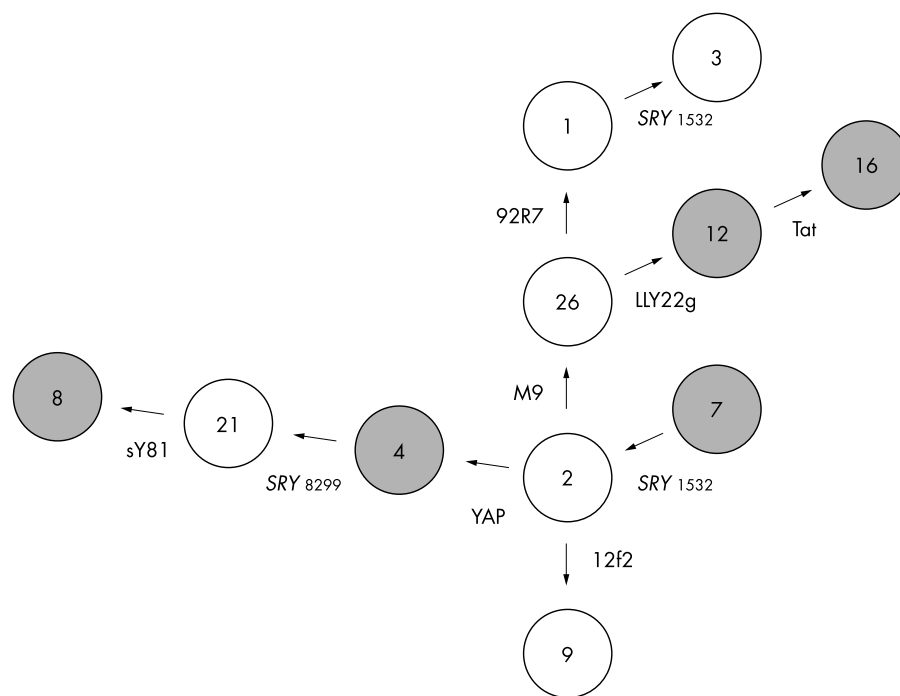 3
1
SRY 1532
16
92R7
12
Tat
26
LLY22g
M9
8
21
4
7
sY81
SRY 8299
2
SRY 1532
YAP
12f2
9